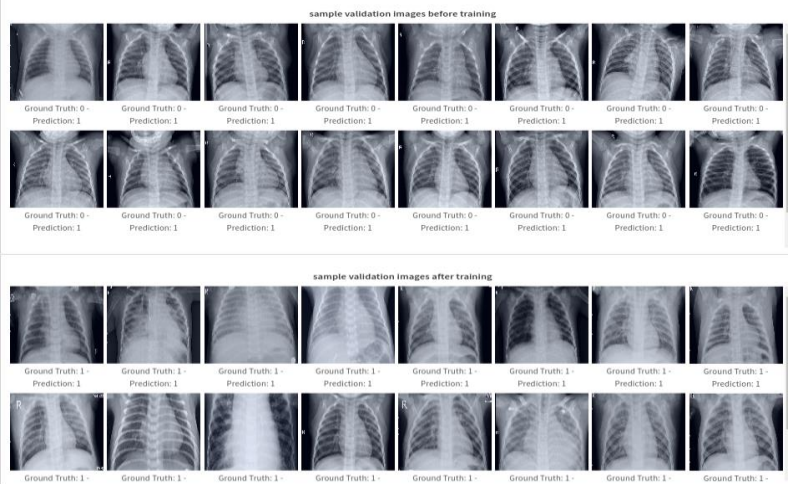 sample validation images before training
Ground Truth: 0 - Ground Truth: 0 - Ground Truth: 0 - Ground Truth: 0 - Ground Truth: 0 - Ground Truth: 0 - Ground Truth: 0 - Ground Truth: 0 -
Prediction: 1 Prediction: 1 Prediction: 1 Prediction: 1 Prediction: 1 Prediction: 1 Prediction: 1 Prediction: 1
Ground Truth: 0 - Ground Truth: 0 - Ground Truth: 0 - Ground Truth: 0 - Ground Truth: 0 - Ground Truth: 0 - Ground Truth: 0 - Ground Truth: 0 -
Prediction: 1 Prediction: 1 Prediction: 1 Prediction: 1 Prediction: 1 Prediction: 1 Prediction: 1 Prediction: 1
sample validation images after training
Ground Truth: 1 - Ground Truth: 1 - Ground Truth: 1 - Ground Truth: 1 - Ground Truth: 1 - Ground Truth: 1 - Ground Truth: 1 - Ground Truth: 1 -
Prediction: 1 Prediction: 1 Prediction: 1 Prediction: 1 Prediction: 1 Prediction: 1 Prediction: 1 Prediction: 1
R R
Ground Truth: 1 - Ground Truth: 1 - Ground Truth: 1 - Ground Truth: 1 - Ground Truth: 1 - Ground Truth: 1 - Ground Truth: 1 - Ground Truth: 1 -